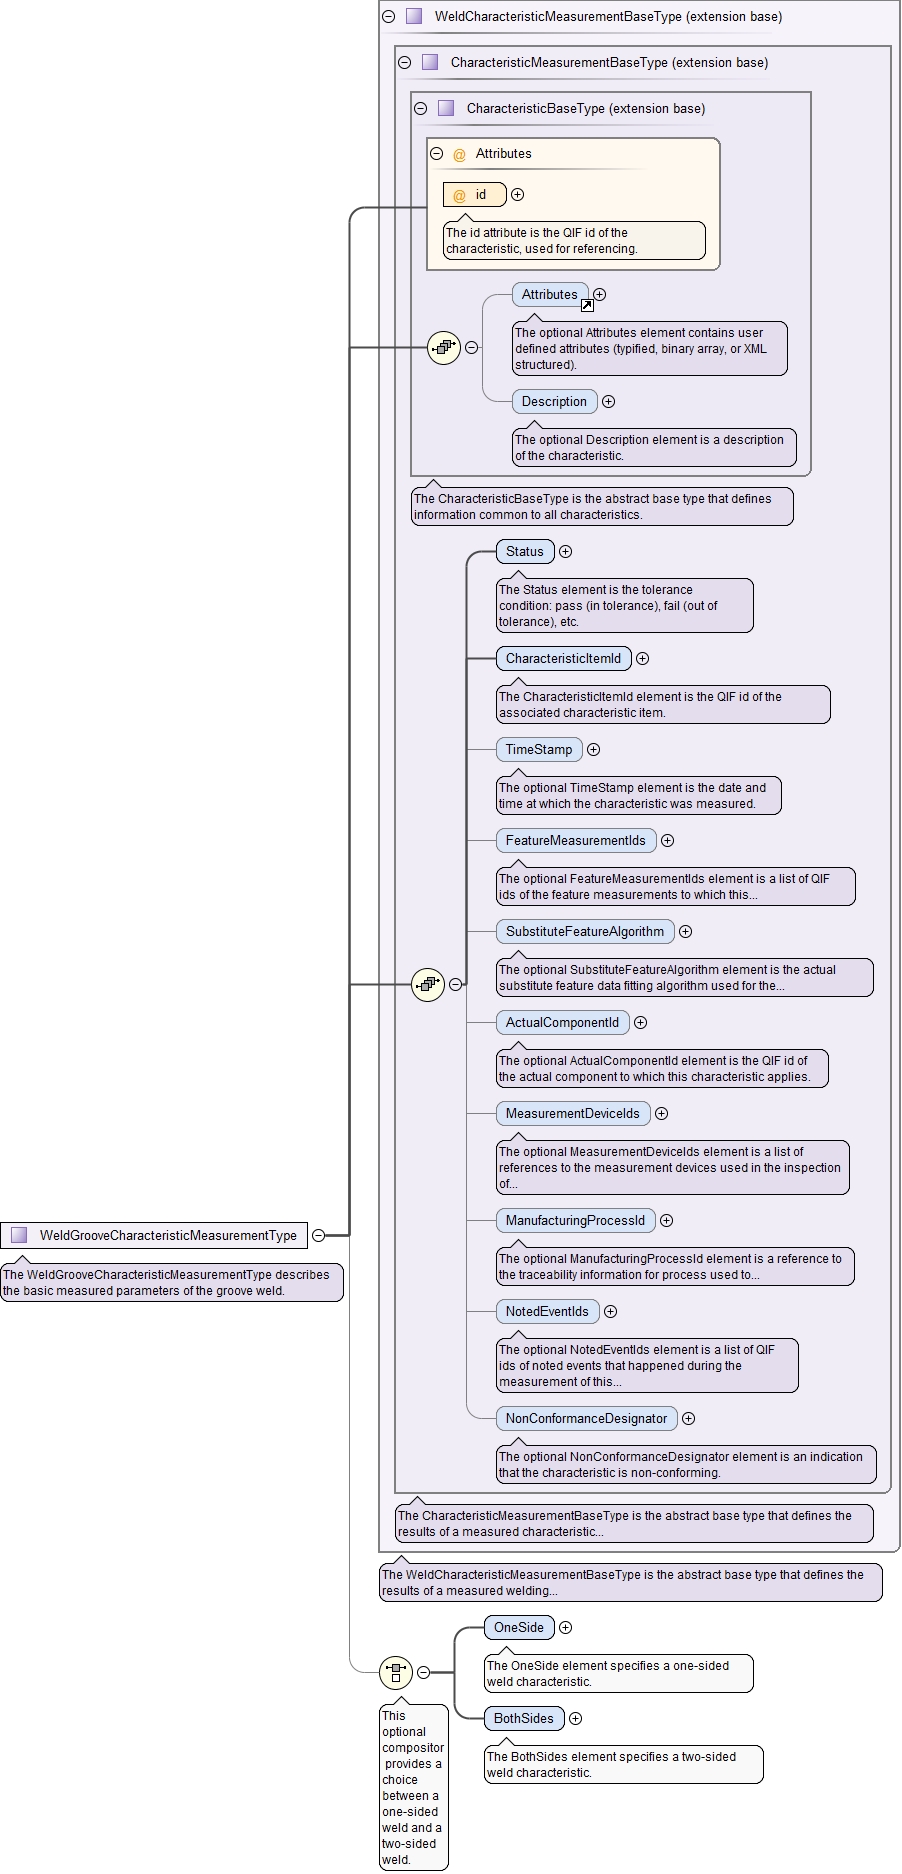 WeldCharacteristicMeasurementBaseType (extension base)
CharacteristicMeasurementBaseType (extension base)
CharacteristicBaseType (extension base)
@ Attributes
@ id
The id attribute is the QIF id of the
characteristic, used for referencing.
Attributes
The optional Attributes element contains user
defined attributes (typified, binary array, or XML
structured).
Description
The optional Description element is a description
of the characteristic.
The CharacteristicBaseType is the abstract base type that defines
information common to all characteristics.
Status
The Status element is the tolerance
condition: pass (in tolerance), fail (out of
tolerance), etc.
CharacteristicItemId
The CharacteristicItemId element is the QIF id of the
associated characteristic item.
TimeStamp
The optional TimeStamp element is the date and
time at which the characteristic was measured.
FeatureMeasurementIds
The optional FeatureMeasurementIds element is a list of QIF
ids of the feature measurements to which this...
SubstituteFeatureAlgorithm
The optional SubstituteFeatureAlgorithm element is the actual
substitute feature data fitting algorithm used for the...
ActualComponentId
The optional ActualComponentId element is the QIF id of
the actual component to which this characteristic applies.
MeasurementDeviceIds
The optional MeasurementDeviceIds element is a list of
references to the measurement devices used in the inspection
of...
ManufacturingProcessId
The optional ManufacturingProcessId element is a reference to
the traceability information for process used to...
NotedEventIds
The optional NotedEventIds element is a list of QIF
ids of noted events that happened during the
measurement of this...
NonConformanceDesignator
The optional NonConformanceDesignator element is an indication
that the characteristic is non-conforming.
The CharacteristicMeasurementBaseType is the abstract base type that defines the
results of a measured characteristic...
The WeldCharacteristicMeasurementBaseType is the abstract base type that defines the
results of a measured welding...
WeldGrooveCharacteristicMeasurementType
The WeldGrooveCharacteristicMeasurementType describes
the basic measured parameters of the groove weld.
OneSide
The OneSide element specifies a one-sided
weld characteristic.
BothSides
The BothSides element specifies a two-sided
weld characteristic.
This
optional
compositor
provides a
choice
between a
one-sided
weld and a
two-sided
weld.